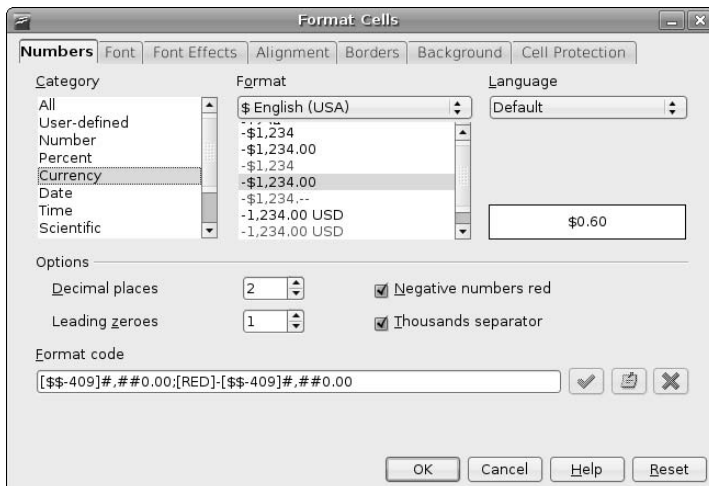 Format Cells
Numbers Font Font Effects Alignment Borders Background Cell Protection
Category
All
User-defined
Number
Percent
Currency
Date
Time
Scientific
Format
$ English (USA)
-$1,234
-$1,234.00
-$1,234
-$1,234.00
-$1,234.--
-1,234.00 USD
-1,234.00 USD
Language
Default
$0.60
Options
Decimal places 2
Negative numbers red
Leading zeroes 1
Thousands separator
Format code
[$$-409]#,##0.00;[RED]-[$$-409]#,##0.00
OK Cancel Help Reset